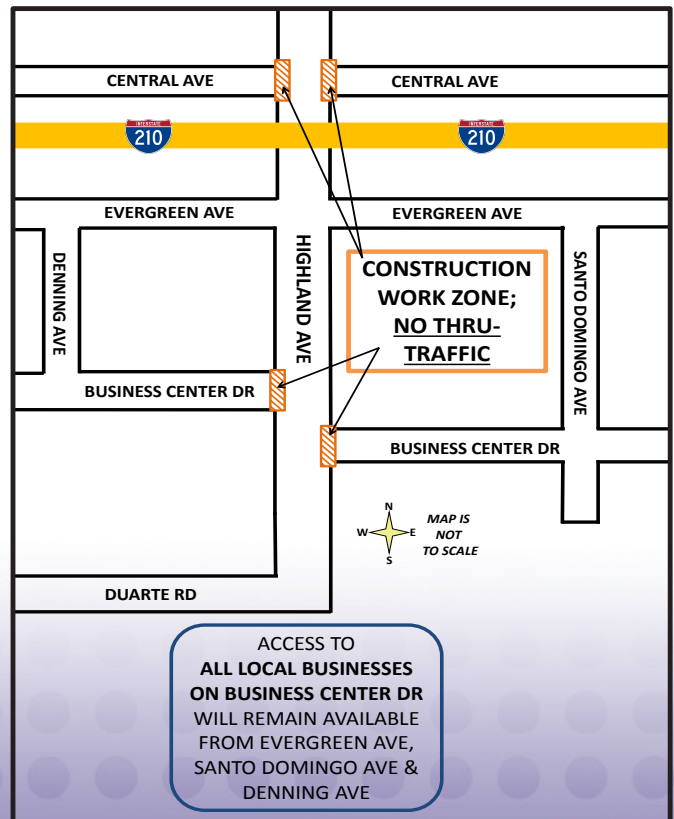 CENTRAL AVE
CENTRAL AVE
INTERSTATE
210
INTERSTATE
210
EVERGREEN AVE
EVERGREEN AVE
DENNING AVE
HIGHLAND AVE
CONSTRUCTION
WORK ZONE;
NO THRU-
TRAFFIC
SANTO DOMINGO AVE
BUSINESS CENTER DR
BUSINESS CENTER DR
N
W
E
S
MAP IS
NOT
TO SCALE
DUARTE RD
ACCESS TO
ALL LOCAL BUSINESSES
ON BUSINESS CENTER DR
WILL REMAIN AVAILABLE
FROM EVERGREEN AVE,
SANTO DOMINGO AVE &
DENNING AVE